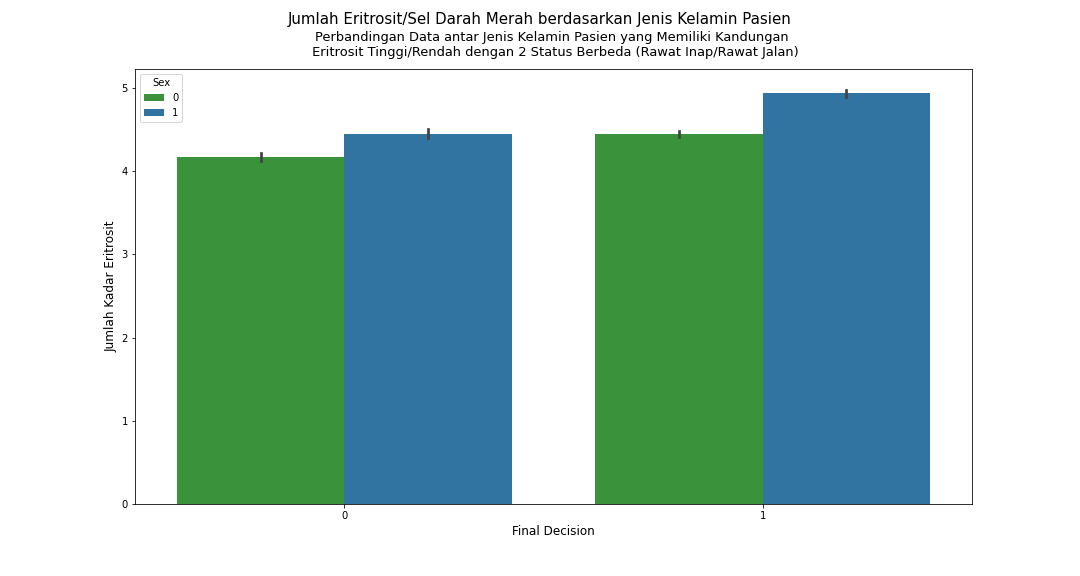 Jumlah Eritrosit/Sel Darah Merah berdasarkan Jenis Kelamin Pasien
Perbandingan Data antar Jenis Kelamin Pasien yang Memiliki Kandungan
Eritrosit Tinggi/Rendah dengan 2 Status Berbeda (Rawat Inap/Rawat Jalan)
Sex
0
1
Jumlah Kadar Eritrosit
5
4
3
2
1
0
0 1
Final Decision